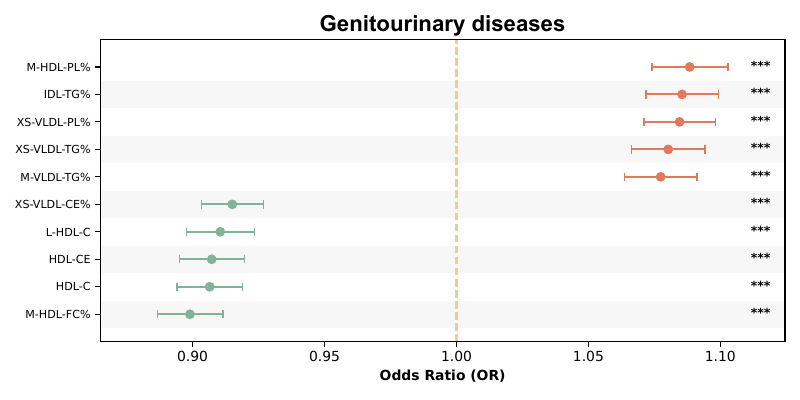 Genitourinary diseases
M-HDL-PL% ***
IDL-TG% ***
XS-VLDL-PL% ***
XS-VLDL-TG% ***
M-VLDL-TG% ***
XS-VLDL-CE% ***
L-HDL-C ***
HDL-CE ***
HDL-C ***
M-HDL-FC% ***
0.90 0.95 1.00 1.05 1.10
Odds Ratio (OR)